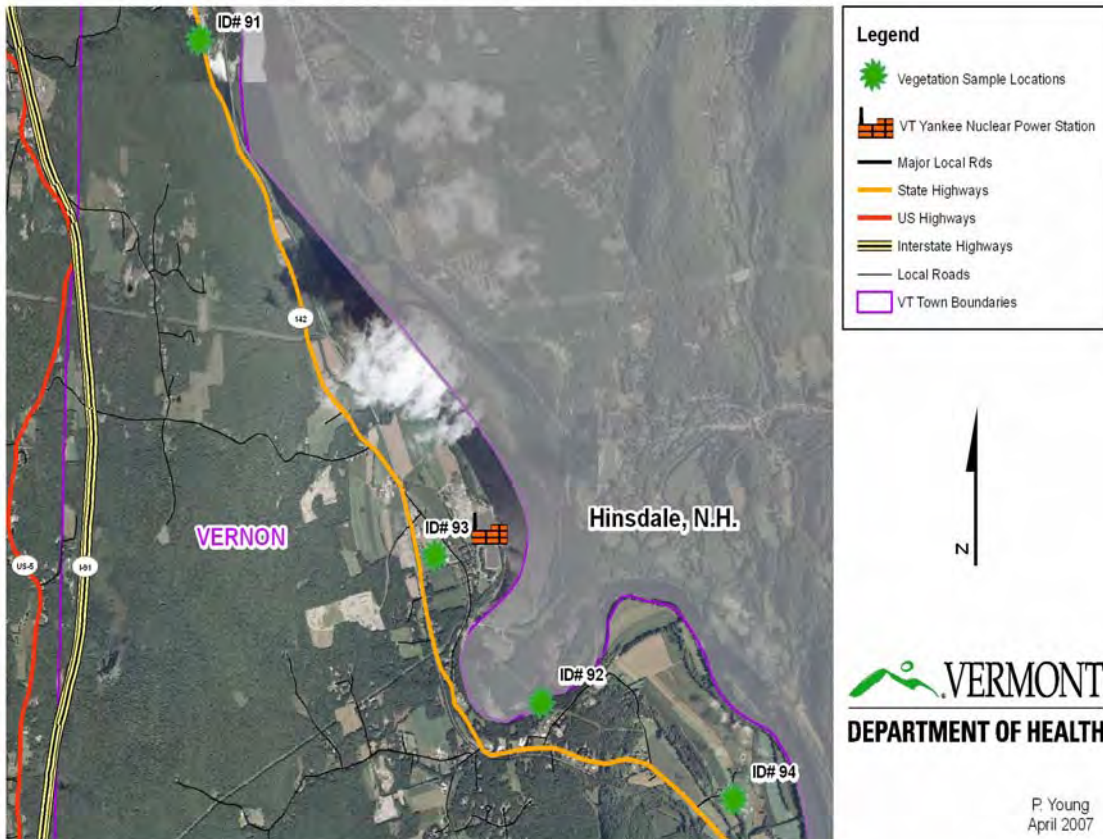 ID# 91
142
ID# 93
VERNON
Hinsdale, N.H.
US-5
I-91
ID# 92
ID# 94
Legend
Vegetation Sample Locations
VT Yankee Nuclear Power Station
Major Local Rds
State Highways
US Highways
Interstate Highways
Local Roads
VT Town Boundaries
N
VERMONT
DEPARTMENT OF HEALTH
P. Young
April 2007